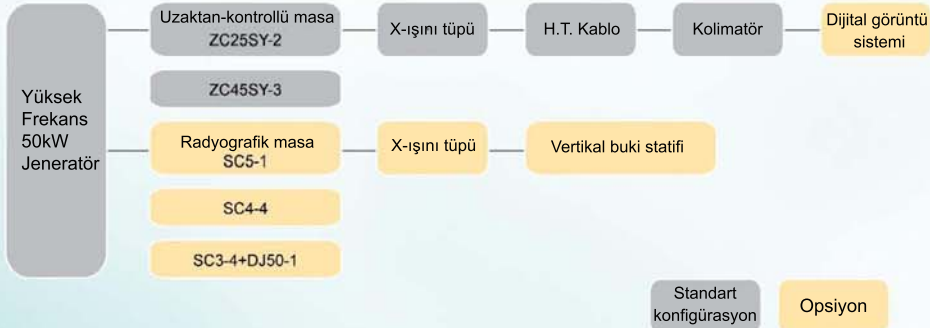 Yüksek
Frekans
50kW
Jeneratör
Uzaktan-kontrollü masa
ZC25SY-2
X-ışını tüpü
H.T. Kablo
Kolimatör
Dijital görüntü
sistemi
ZC45SY-3
Radyografik masa
SC5-1
X-ışını tüpü
Vertikal buki statifi
SC4-4
SC3-4+DJ50-1
Standart
konfigürasyon
Opsiyon